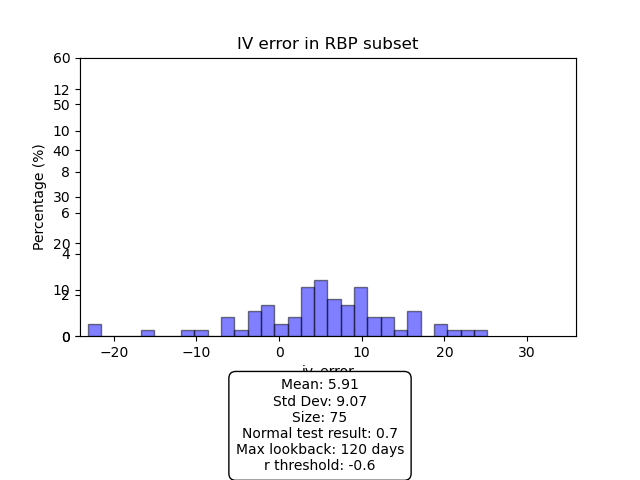 IV error in RBP subset
60
12
50
10
40
8
30
6
20
4
10
2
0
0
Percentage (%)
−20 −10 0 10 20 30
iv_error
Mean: 5.91
Std Dev: 9.07
Size: 75
Normal test result: 0.7
Max lookback: 120 days
r threshold: -0.6